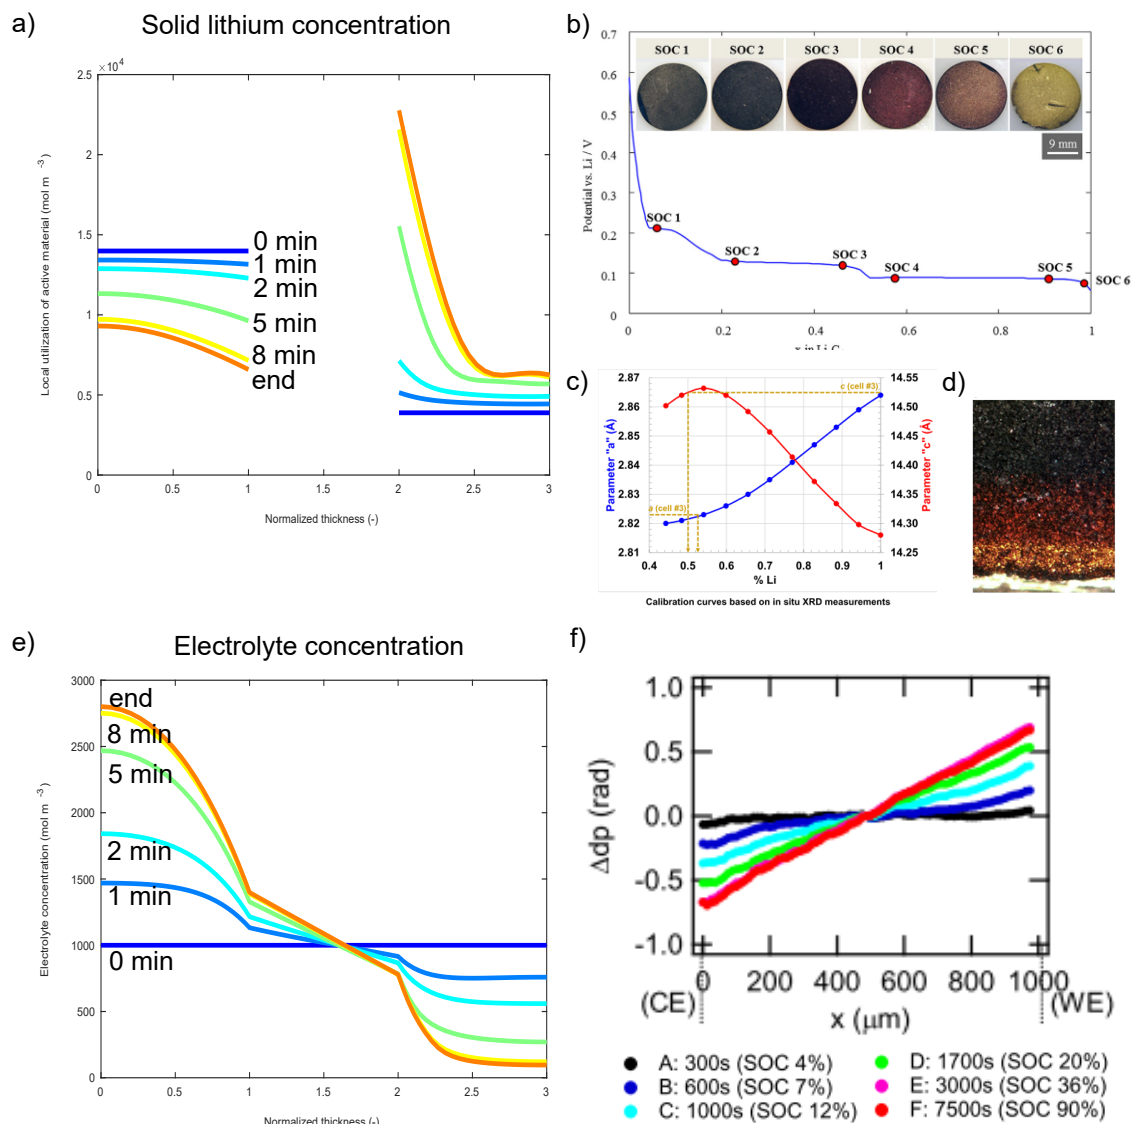 a)
Solid lithium concentration
×10⁴
2.5
2
1.5
1
0.5
0
Local utilization of active material (mol m⁻³)
0 min
1 min
2 min
5 min
8 min
end
0 0.5 1 1.5 2 2.5 3
Normalized thickness (-)
b)
0.7
0.6
0.5
0.4
0.3
0.2
0.1
0
Potential vs. Li / V
SOC 1 SOC 2 SOC 3 SOC 4 SOC 5 SOC 6
9 mm
SOC 1
SOC 2
SOC 3
SOC 4
SOC 5
SOC 6
0 0.2 0.4 0.6 0.8 1
x in Li C
c)
2.87
2.86
2.85
2.84
2.83
2.82
2.81
Parameter "a" (Å)
c (cell #3)
a (cell #3)
14.55
14.50
14.45
14.40
14.35
14.30
14.25
Parameter "c" (Å)
0.4 0.5 0.6 0.7 0.8 0.9 1
% Li
Calibration curves based on in situ XRD measurements
d)
e)
Electrolyte concentration
3000
2500
2000
1500
1000
500
0
Electrolyte concentration (mol m⁻³)
end
8 min
5 min
2 min
1 min
0 min
0 0.5 1 1.5 2 2.5 3
Normalized thickness (-)
f)
1.0
0.5
0.0
-0.5
-1.0
Δdp (rad)
0 200 400 600 800 1000
(CE) (WE)
x (μm)
A: 300s (SOC 4%)
B: 600s (SOC 7%)
C: 1000s (SOC 12%)
D: 1700s (SOC 20%)
E: 3000s (SOC 36%)
F: 7500s (SOC 90%)